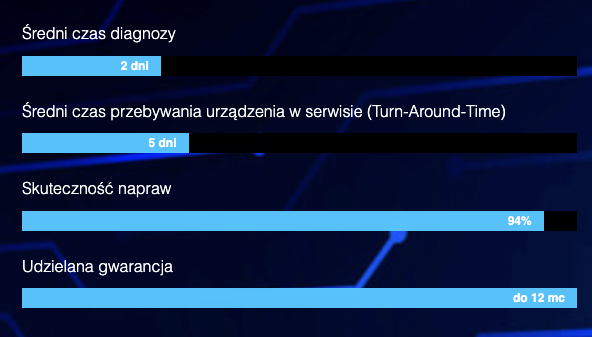 Średni czas diagnozy
2 dni
Średni czas przebywania urządzenia w serwisie (Turn-Around-Time)
5 dni
Skuteczność napraw
94%
Udzielana gwarancja
do 12 mc